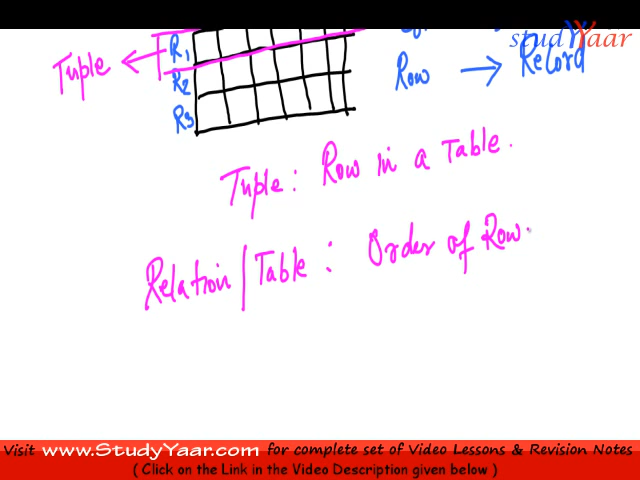 studYYaar
Tuple ← R1
R2
R3
Row → Record
Tuple: Row in a Table.
Relation/Table: Order of Row.
Visit www.StudyYaar.com for complete set of Video Lessons & Revision Notes
( Click on the Link in the Video Description given below )